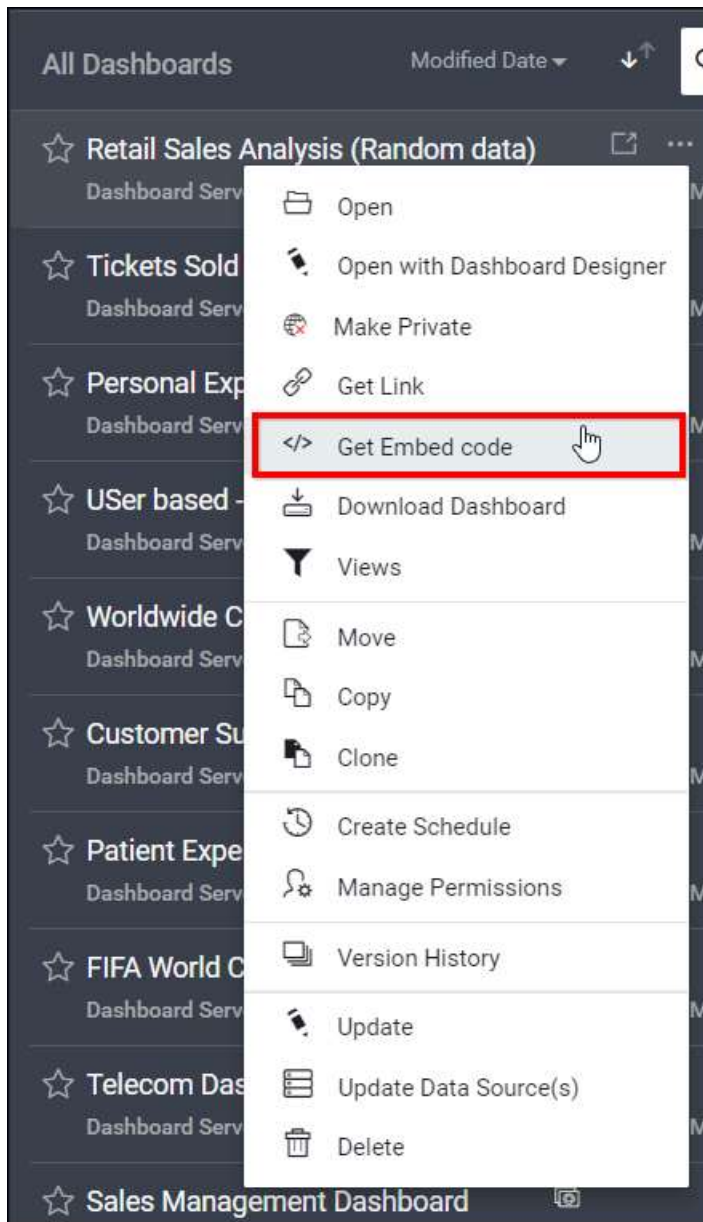 All Dashboards Modified Date
Retail Sales Analysis (Random data)
Dashboard Serv
Open
Tickets Sold
Open with Dashboard Designer
Dashboard Serv
Make Private
Personal Exp
Get Link
Dashboard Serv
Get Embed code
USer based -
Download Dashboard
Dashboard Serv
Views
Worldwide C
Move
Dashboard Serv
Copy
Customer Su
Clone
Dashboard Serv
Create Schedule
Patient Expe
Manage Permissions
Dashboard Serv
Version History
FIFA World C
Dashboard Serv
Update
Telecom Das
Update Data Source(s)
Dashboard Serv
Delete
Sales Management Dashboard